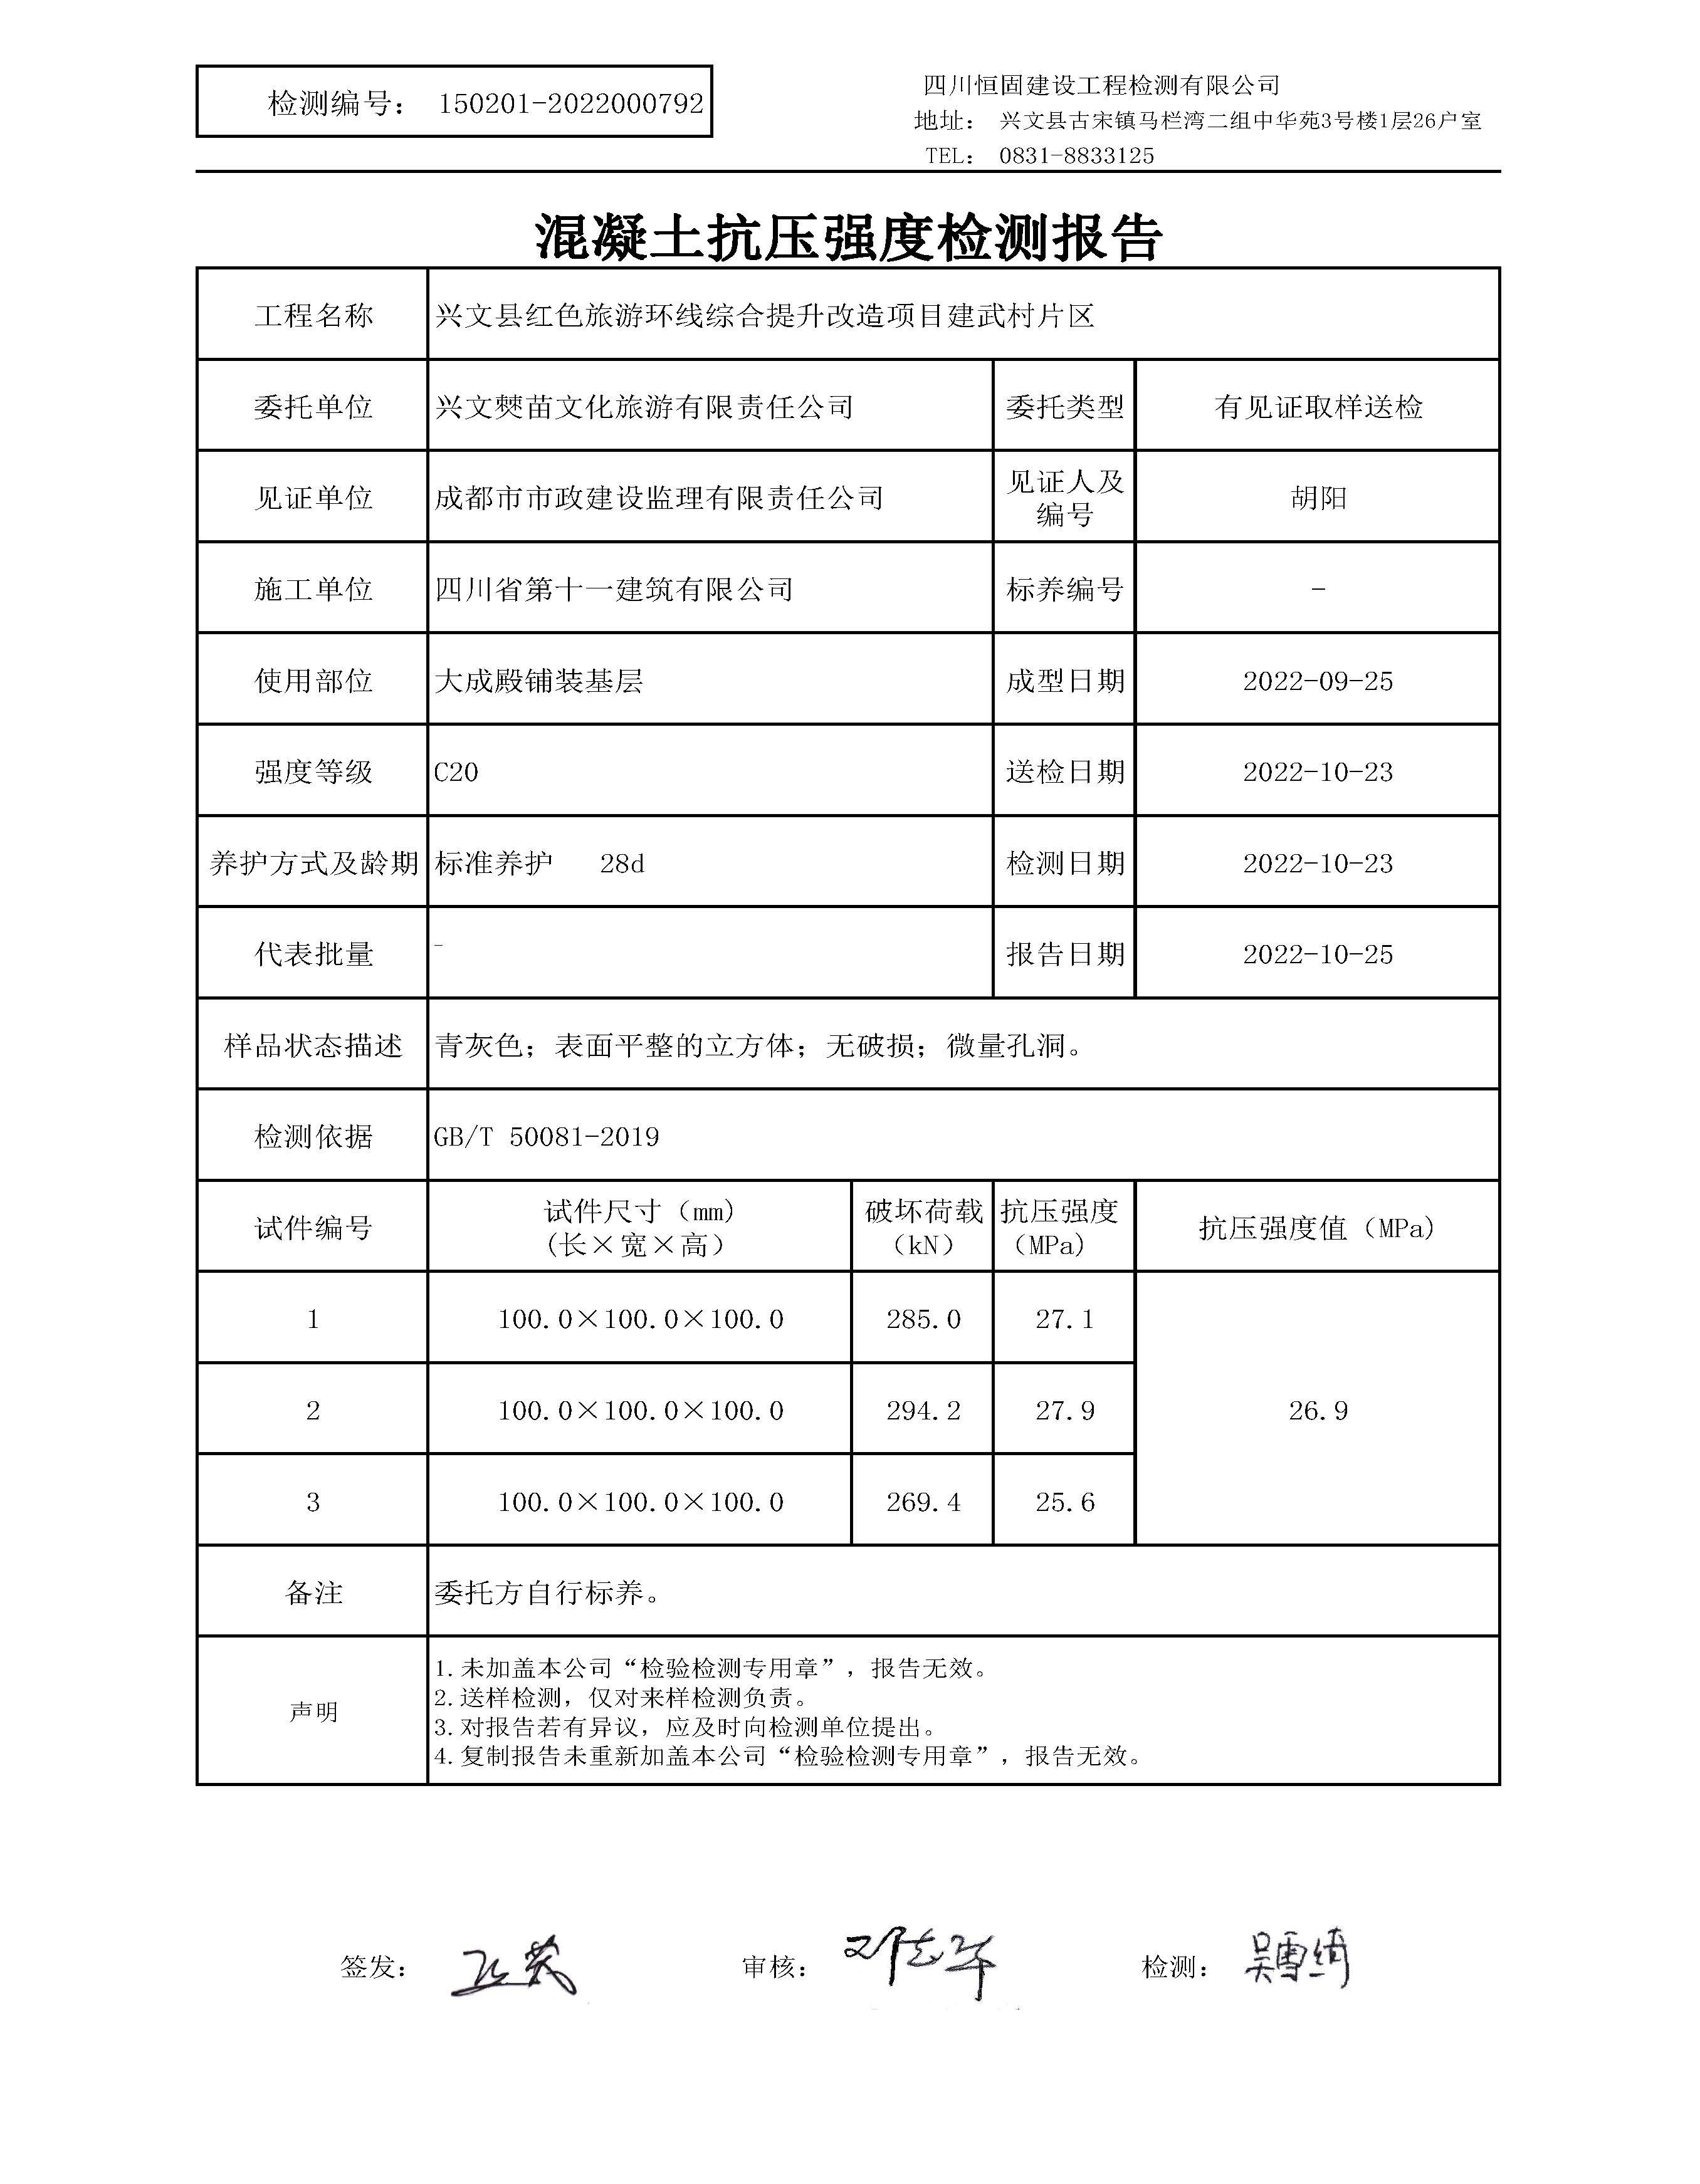 检测编号： 150201-2022000792
四川恒固建设工程检测有限公司
地址： 兴文县古宋镇马栏湾二组中华苑3号楼1层26户室
TEL： 0831-8833125
混凝土抗压强度检测报告
工程名称 兴文县红色旅游环线综合提升改造项目建武村片区
委托单位 兴文僰苗文化旅游有限责任公司 委托类型 有见证取样送检
见证单位 成都市市政建设监理有限责任公司 见证人及编号 胡阳
施工单位 四川省第十一建筑有限公司 标养编号 -
使用部位 大成殿铺装基层 成型日期 2022-09-25
强度等级 C20 送检日期 2022-10-23
养护方式及龄期 标准养护 28d 检测日期 2022-10-23
代表批量 - 报告日期 2022-10-25
样品状态描述 青灰色；表面平整的立方体；无破损；微量孔洞。
检测依据 GB/T 50081-2019
试件编号 试件尺寸（mm）(长×宽×高） 破坏荷载（kN） 抗压强度（MPa） 抗压强度值（MPa）
1 100.0×100.0×100.0 285.0 27.1
2 100.0×100.0×100.0 294.2 27.9 26.9
3 100.0×100.0×100.0 269.4 25.6
备注 委托方自行标养。
声明
1.未加盖本公司“检验检测专用章”，报告无效。
2.送样检测，仅对来样检测负责。
3.对报告若有异议，应及时向检测单位提出。
4.复制报告未重新加盖本公司“检验检测专用章”，报告无效。
签发： 审核： 邓志军 检测： 吴雪绮